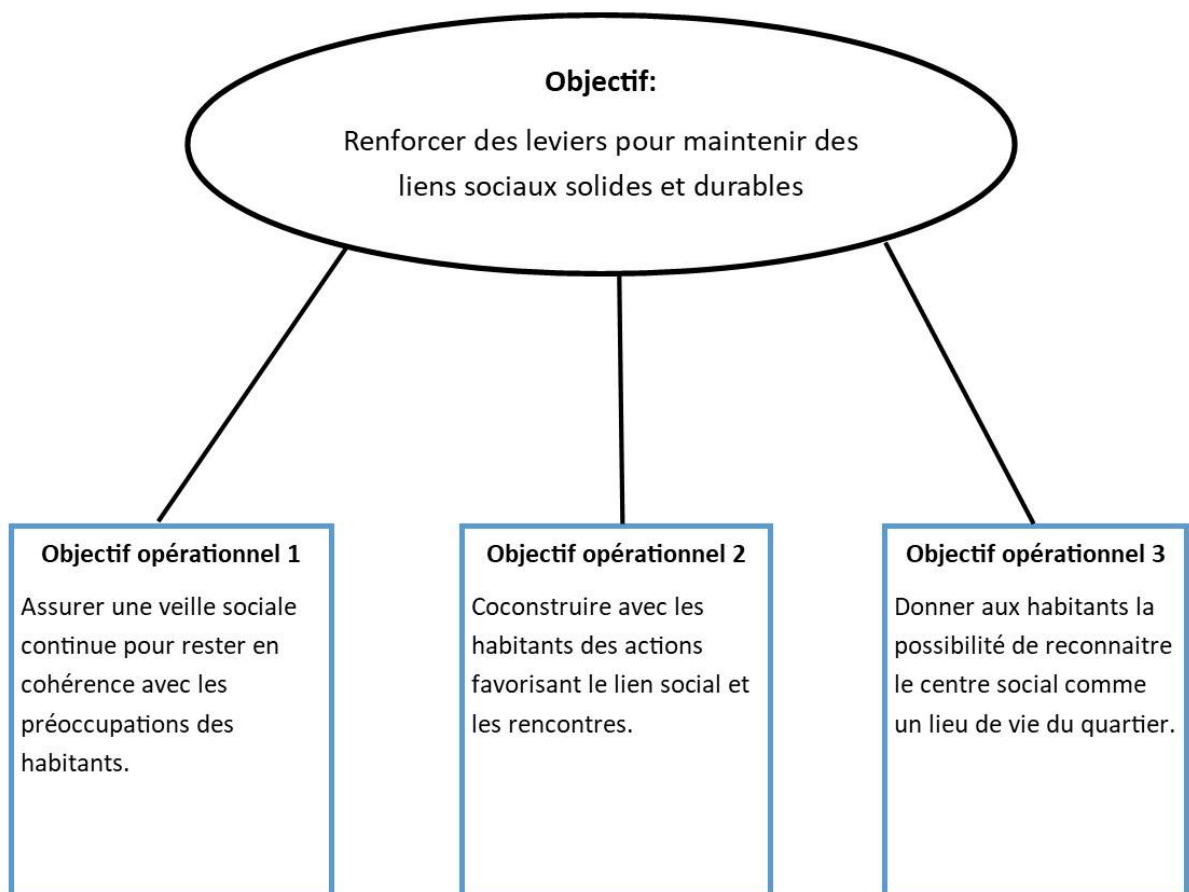 Objectif:
Renforcer des leviers pour maintenir des
liens sociaux solides et durables
Objectif opérationnel 1
Assurer une veille sociale
continue pour rester en
cohérence avec les
préoccupations des
habitants.
Objectif opérationnel 2
Coconstruire avec les
habitants des actions
favorisant le lien social et
les rencontres.
Objectif opérationnel 3
Donner aux habitants la
possibilité de reconnaitre
le centre social comme
un lieu de vie du quartier.